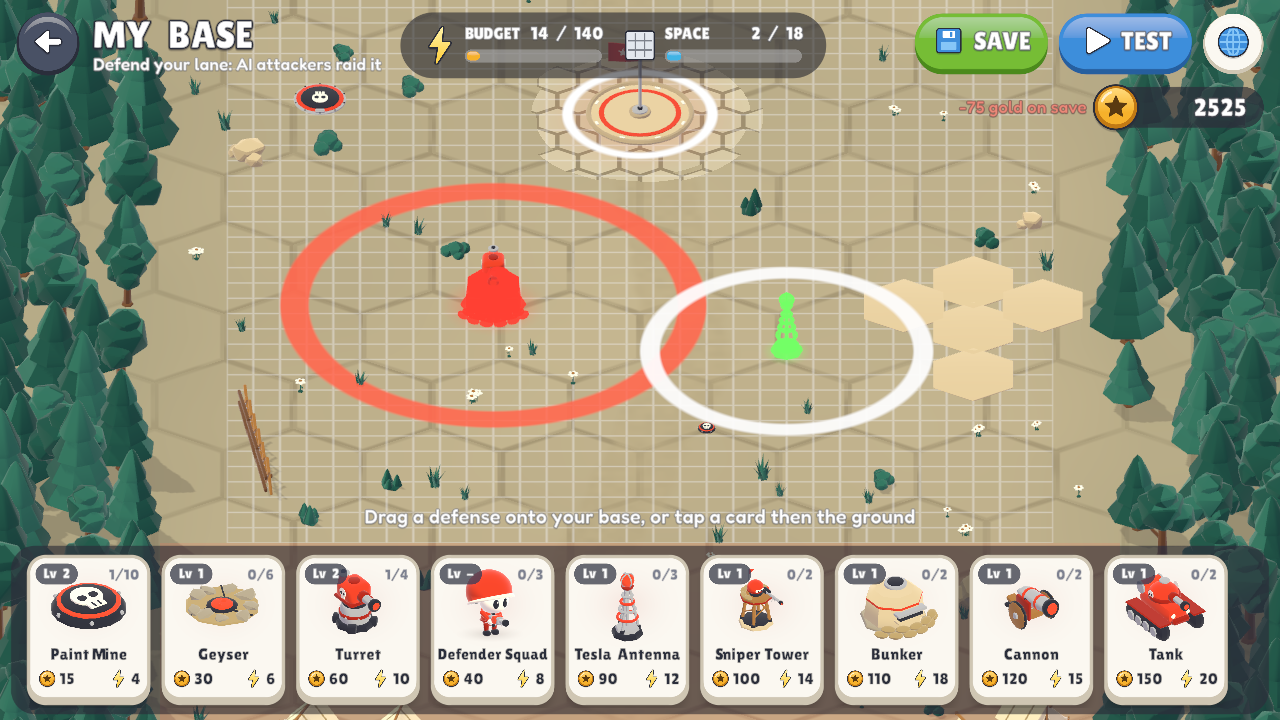 MY BASE
Defend your lane: AI attackers raid it
BUDGET 14 / 140
SPACE 2 / 18
SAVE
TEST
-75 gold on save
2525
Drag a defense onto your base, or tap a card then the ground
Lv 2 1/10
Paint Mine
15 4
Lv 1 0/6
Geyser
30 6
Lv 2 1/4
Turret
60 10
Lv - 0/3
Defender Squad
40 8
Lv 1 0/3
Tesla Antenna
90 12
Lv 1 0/2
Sniper Tower
100 14
Lv 1 0/2
Bunker
110 18
Lv 1 0/2
Cannon
120 15
Lv 1 0/2
Tank
150 20